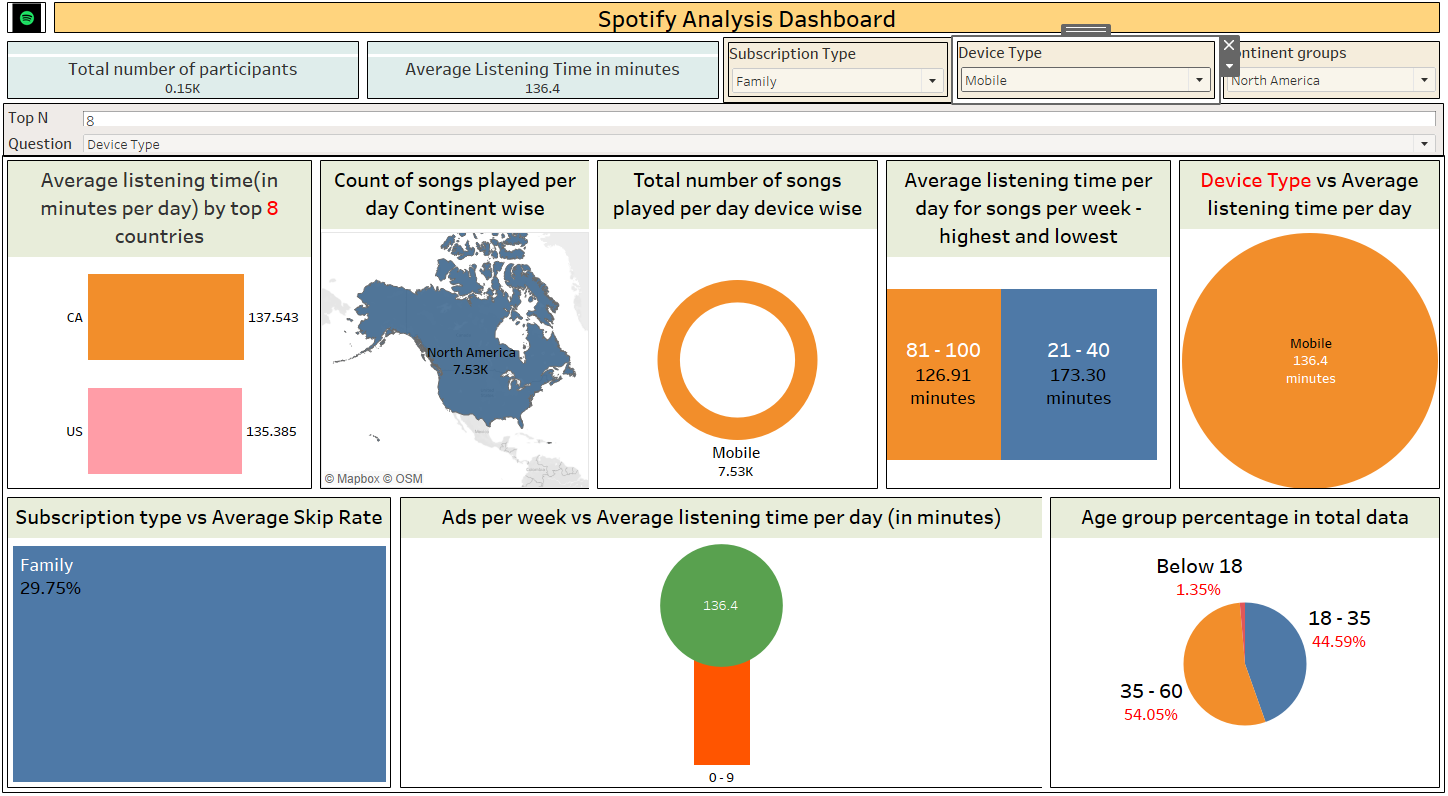 Spotify Analysis Dashboard
Total number of participants
0.15K
Average Listening Time in minutes
136.4
Subscription Type
Family
Device Type
Mobile
ontinent groups
North America
Top N
8
Question
Device Type
Average listening time(in
minutes per day) by top 8
countries
CA
137.543
US
135.385
Count of songs played per
day Continent wise
North America
7.53K
© Mapbox © OSM
Total number of songs
played per day device wise
Mobile
7.53K
Average listening time per
day for songs per week -
highest and lowest
81 - 100
126.91
minutes
21 - 40
173.30
minutes
Device Type vs Average
listening time per day
Mobile
136.4
minutes
Subscription type vs Average Skip Rate
Family
29.75%
Ads per week vs Average listening time per day (in minutes)
136.4
0 - 9
Age group percentage in total data
Below 18
1.35%
18 - 35
44.59%
35 - 60
54.05%